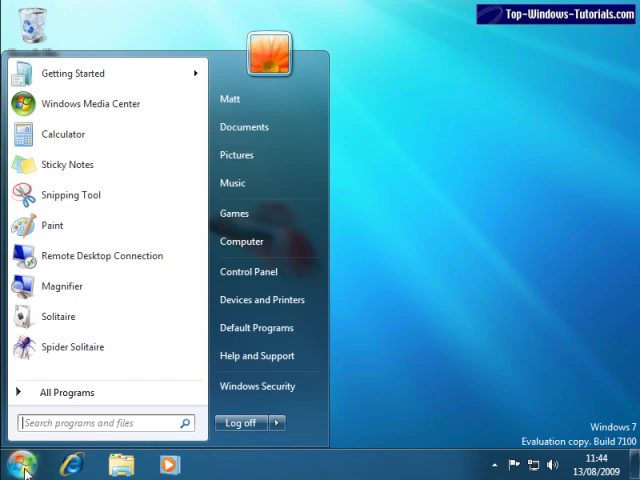 Top-Windows-Tutorials.com
Getting Started
Windows Media Center
Calculator
Sticky Notes
Snipping Tool
Paint
Remote Desktop Connection
Magnifier
Solitaire
Spider Solitaire
All Programs
Search programs and files
Matt
Documents
Pictures
Music
Games
Computer
Control Panel
Devices and Printers
Default Programs
Help and Support
Windows Security
Log off
Windows 7
Evaluation copy. Build 7100
11:44
13/08/2009